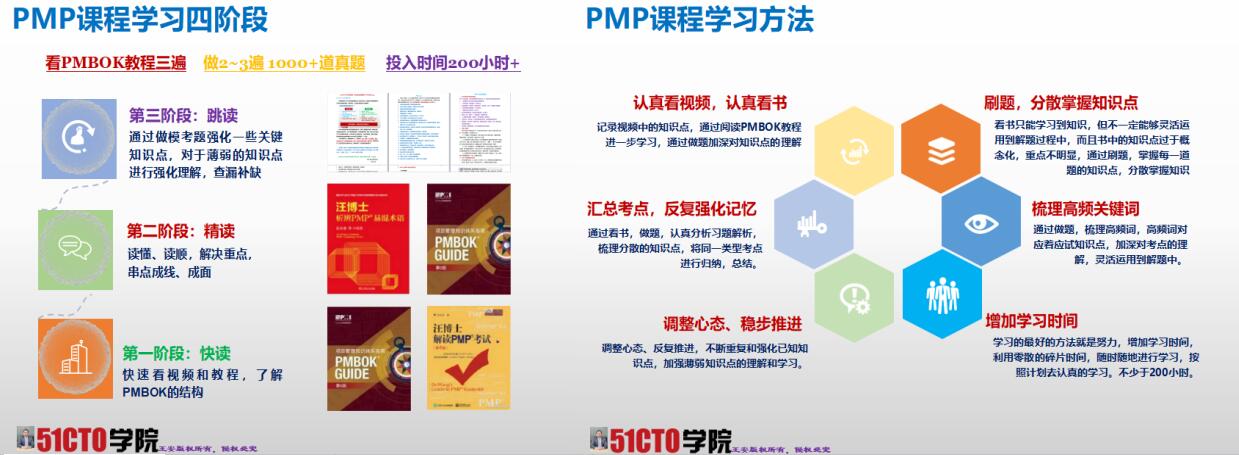 PMP课程学习四阶段
看PMBOK教程三遍 做2~3遍 1000+道真题 投入时间200小时+
第三阶段：跳读
通过做模考题强化一些关键
知识点，对于薄弱的知识点
进行强化理解，查漏补缺
第二阶段：精读
读懂、读顺，解决重点，
串点成线、成面
第一阶段：快读
快速看视频和教程，了解
PMBOK的结构
汪博士
析辨PMP®易混术语
项目管理知识体系指南
PMBOK
GUIDE
项目管理知识体系指南
PMBOK
GUIDE
汪博士
解读PMP®考试
51CTO学院
王安版权所有，侵权必究
PMP课程学习方法
认真看视频，认真看书
记录视频中的知识点，通过阅读PMBOK教程
进一步学习，通过做题加深对知识点的理解
汇总考点，反复强化记忆
通过看书，做题，认真分析习题解析，
梳理分散的知识点，将同一类型考点
进行归纳，总结。
调整心态、稳步推进
调整心态、反复推进，不断重复和强化已知知
识点，加强薄弱知识点的理解和学习。
刷题，分散掌握知识点
看书只能学习到知识，但不一定能够灵活运
用到解题过程中，而且书中的知识点过于概
念化，重点不明显，通过刷题，掌握每一道
题的知识点，分散掌握知识
梳理高频关键词
通过做题，梳理高频词，高频词对
应着应试知识点，加深对考点的理
解，灵活运用到解题中。
增加学习时间
学习的最好的方法就是努力，增加学习时间，
利用零散的碎片时间，随时随地进行学习，按
照计划去认真的学习。不少于200小时。
51CTO学院
王安版权所有，侵权必究